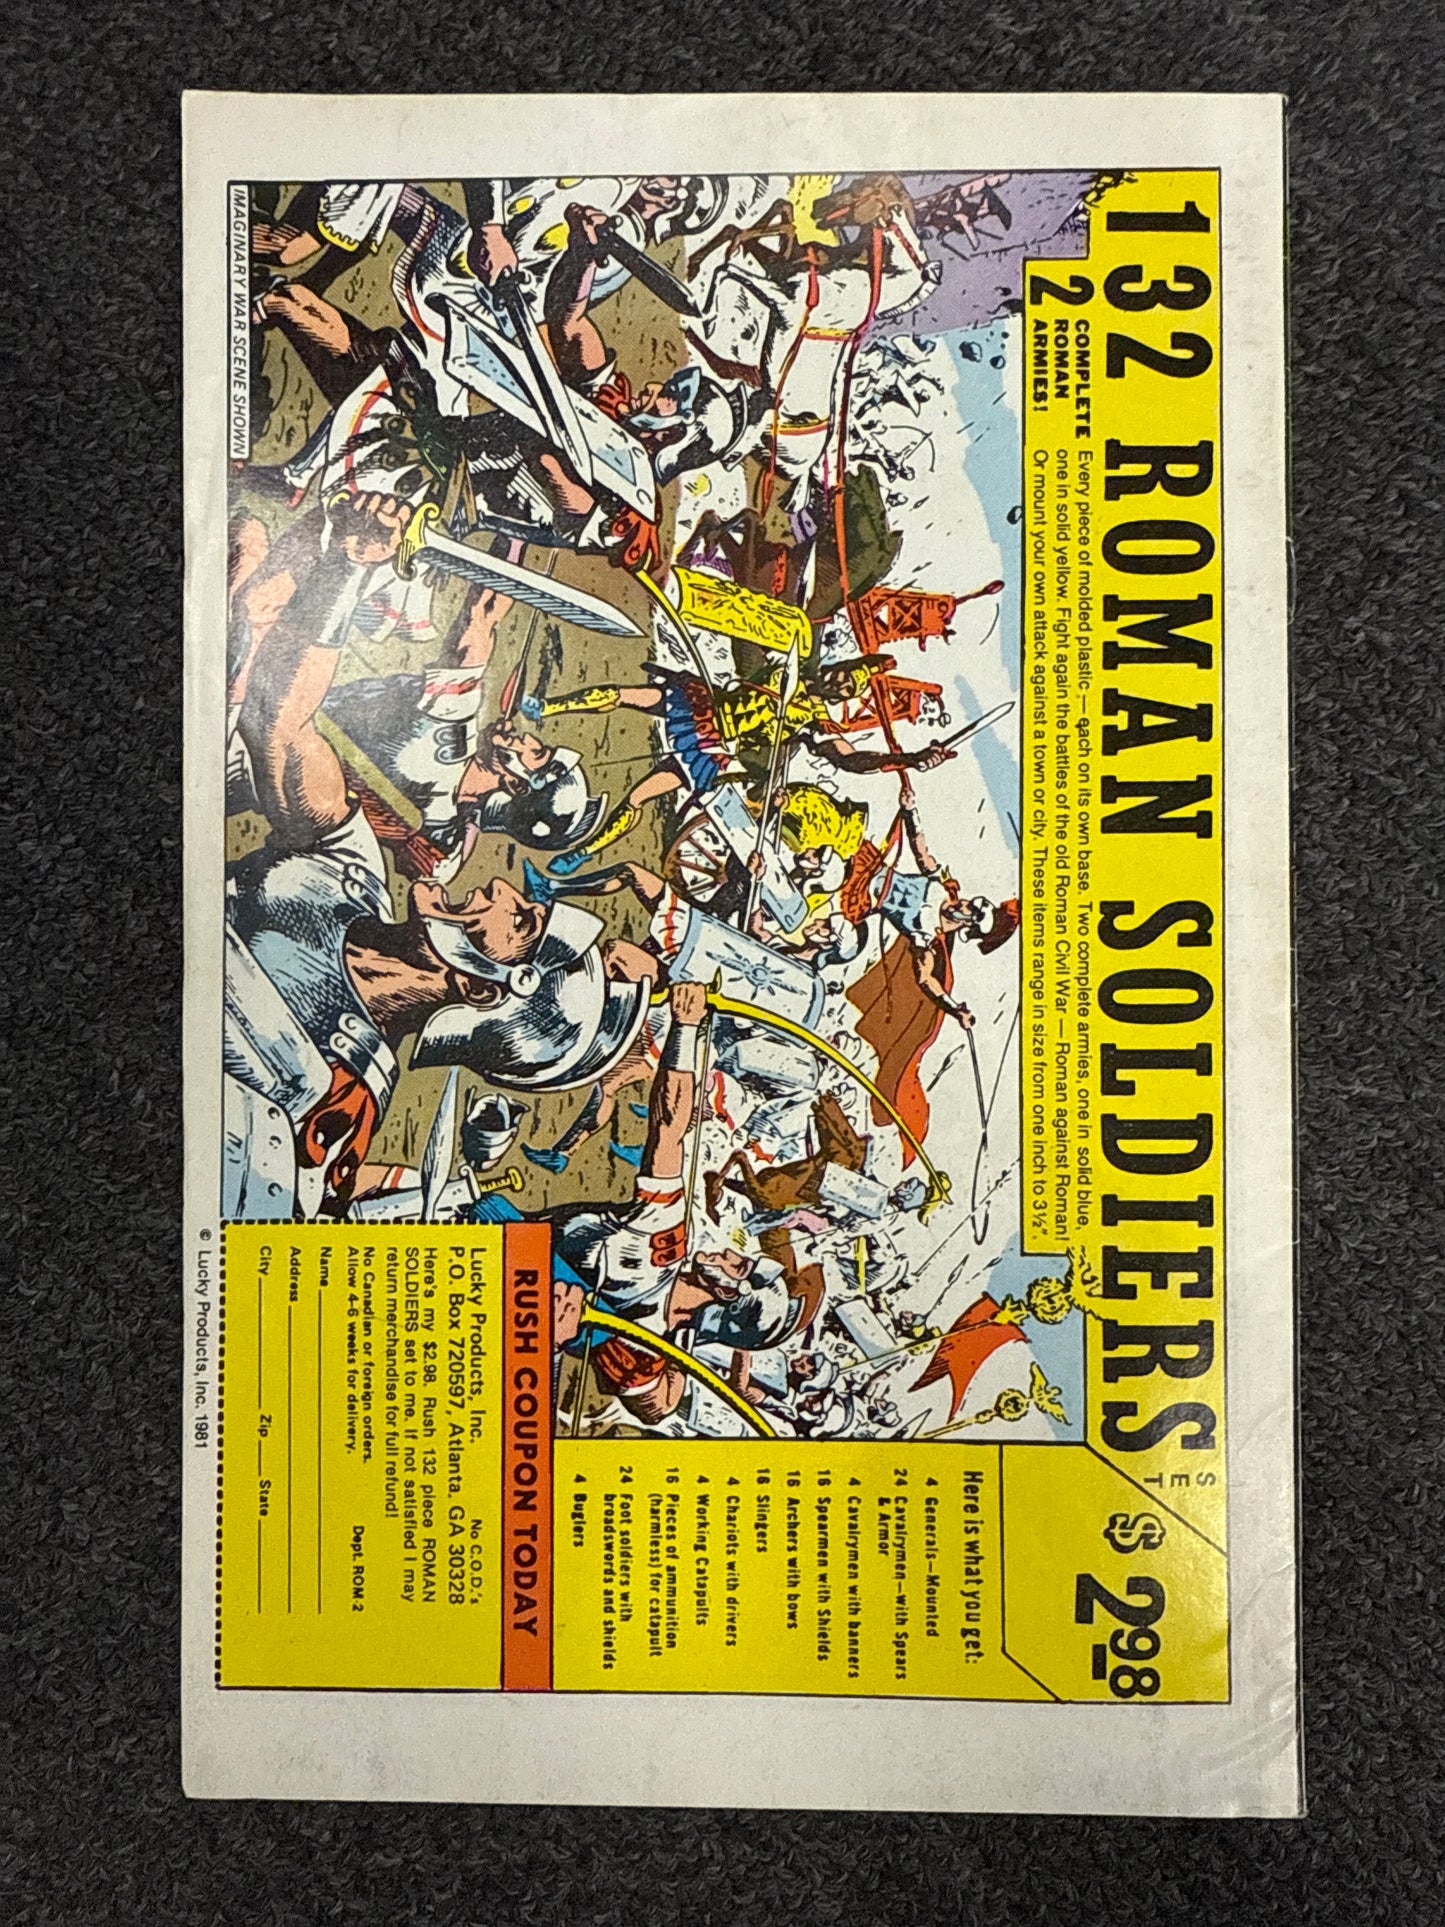 132 ROMAN SOLDIERS SET $2.98
2 COMPLETE
2 ROMAN
ARMIES!
Every piece of molded plastic — each on its own base. Two complete armies, one in solid blue,
one in solid yellow. Fight again the battles of the old Roman Civil War — Roman against Roman!
Or mount your own attack against a town or city. These items range in size from one inch to 3½".
Here is what you get:
4 Generals—Mounted
24 Cavalrymen—with Spears
& Armor
4 Cavalrymen with banners
16 Spearmen with Shields
16 Archers with bows
16 Slingers
4 Chariots with drivers
4 Working Catapults
16 Pieces of ammunition
(harmless) for catapult
24 Foot soldiers with
broadswords and shields
4 Buglers
RUSH COUPON TODAY
Lucky Products, Inc. No C.O.D.'s
P.O. Box 720597, Atlanta, GA 30328
Here's my $2.98. Rush 132 piece ROMAN
SOLDIERS set to me. If not satisfied I may
return merchandise for full refund!
No Canadian or foreign orders.
Allow 4-6 weeks for delivery. Dept. ROM-2
Name
Address
City Zip State
IMAGINARY WAR SCENE SHOWN
© Lucky Products, Inc. 1981